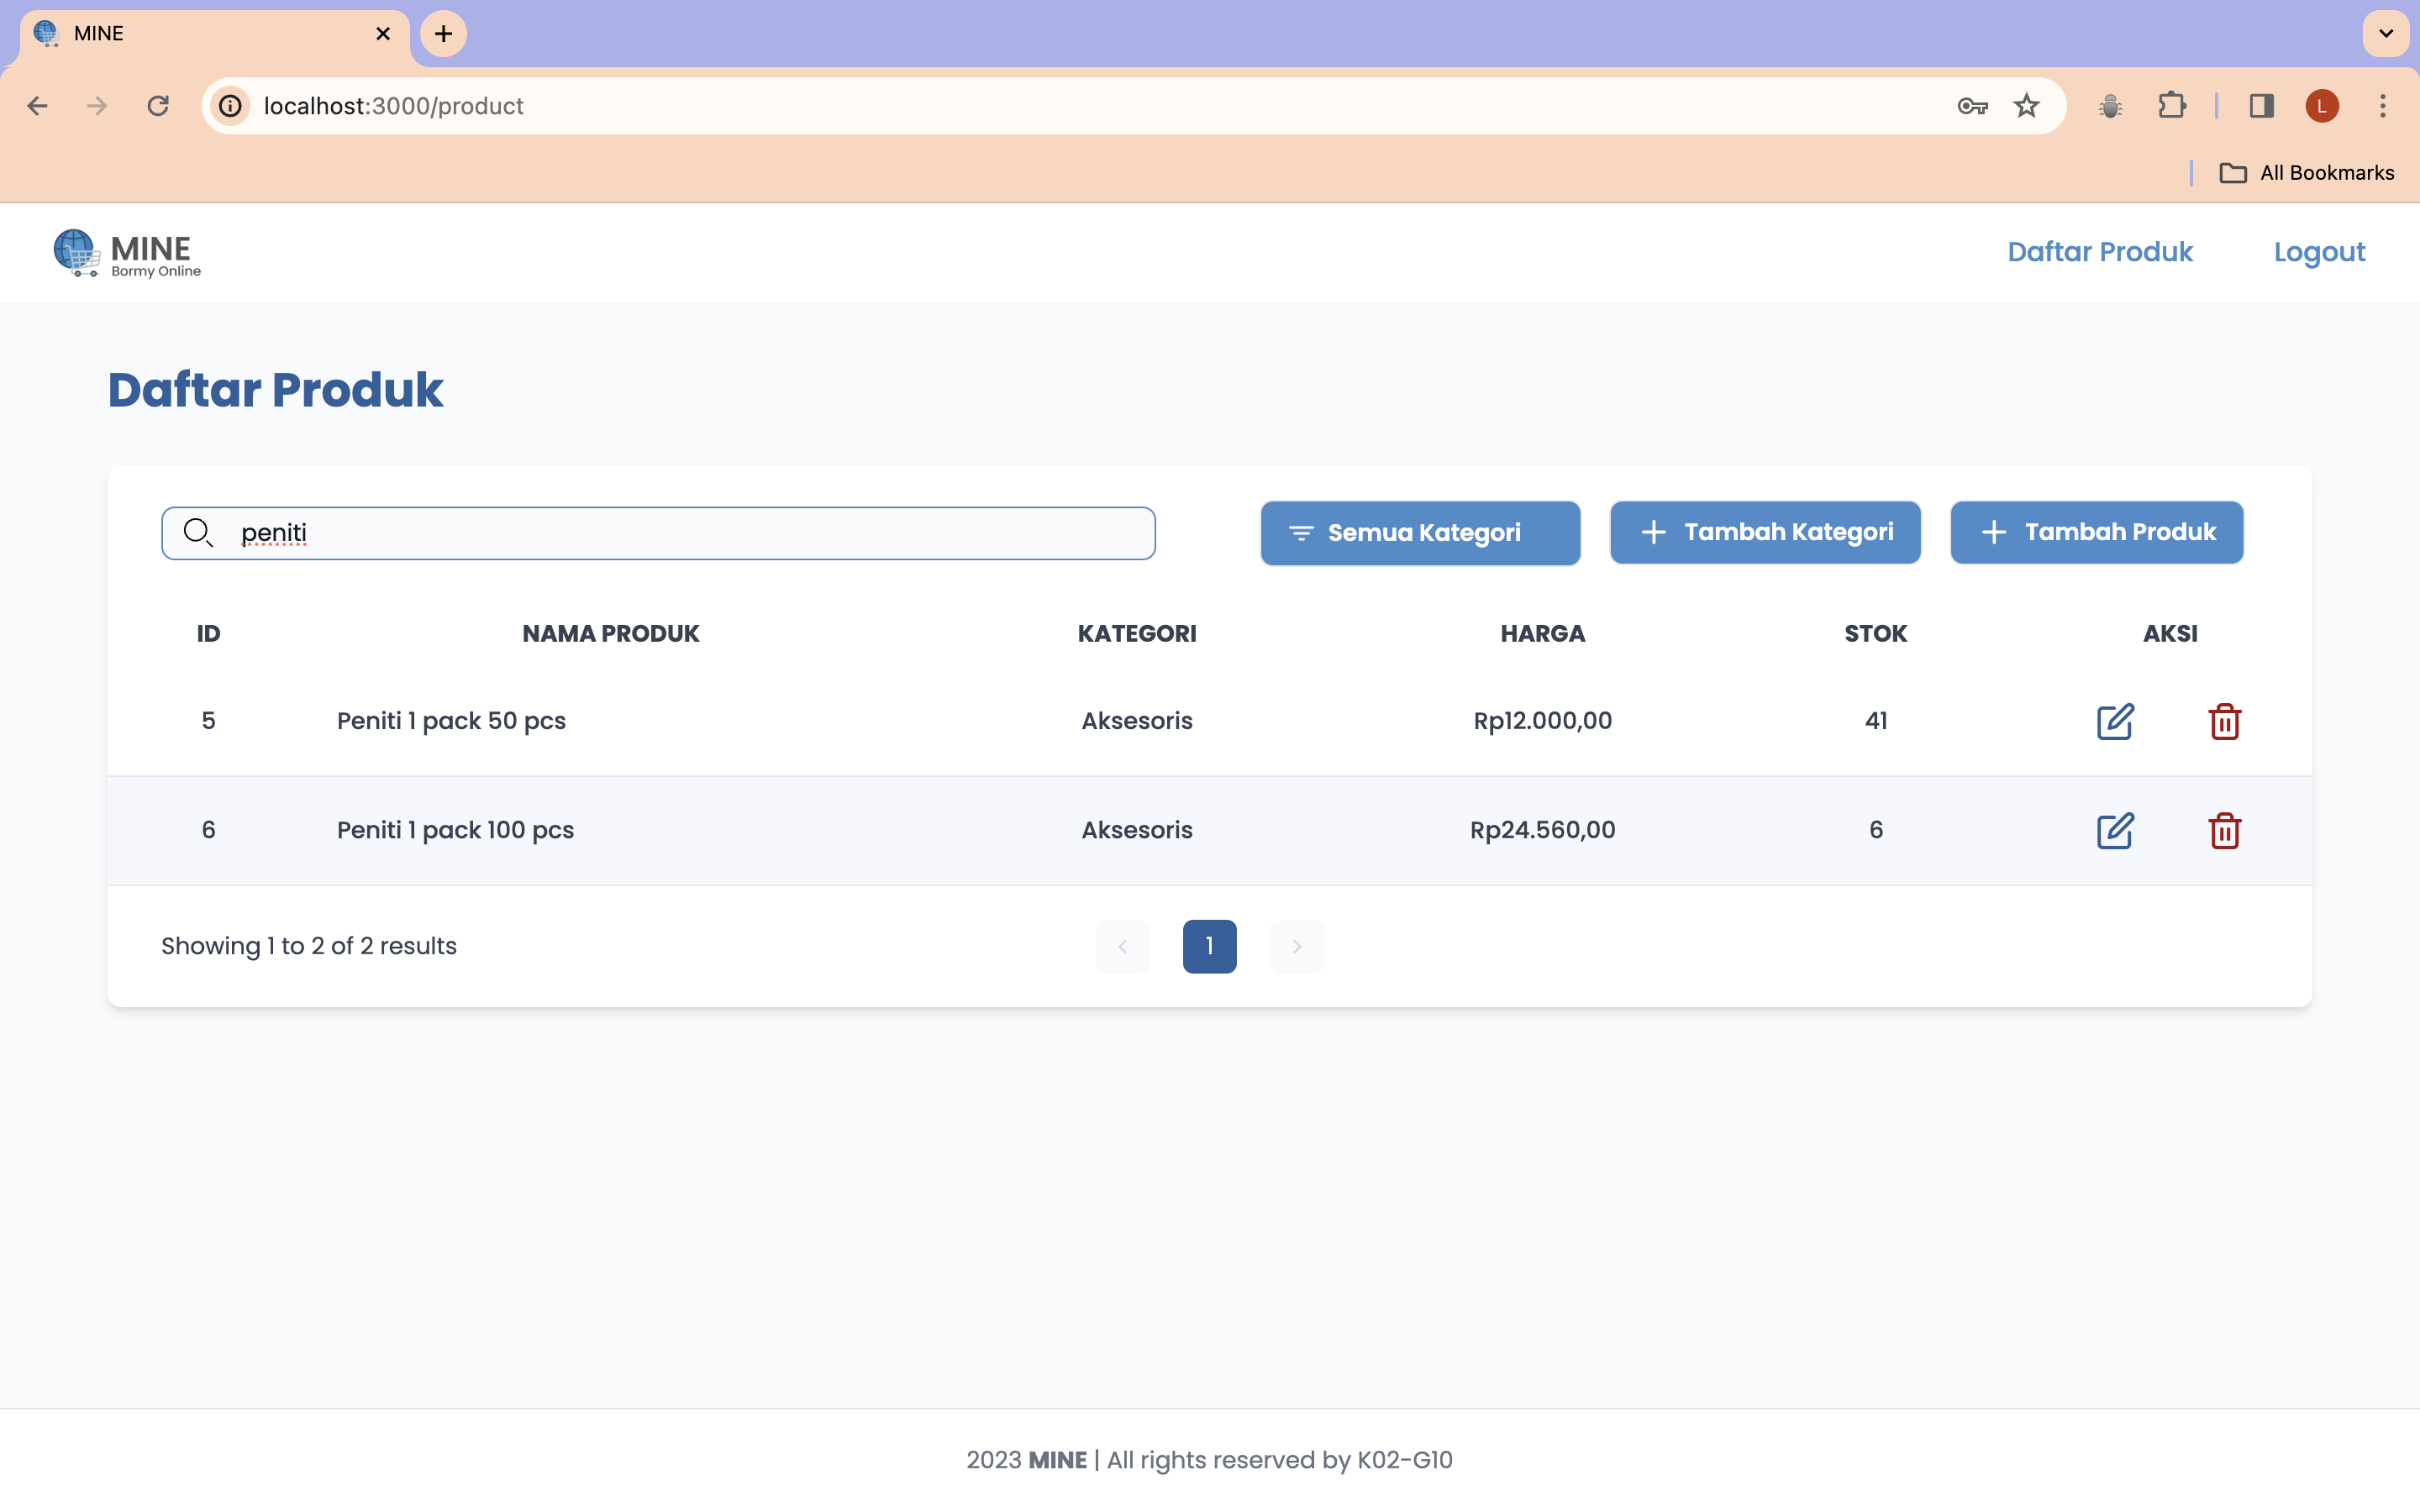 MINE
localhost:3000/product
L
All Bookmarks
MINE
Bormy Online
Daftar Produk
Logout
Daftar Produk
peniti
Semua Kategori
Tambah Kategori
Tambah Produk
ID NAMA PRODUK KATEGORI HARGA STOK AKSI
5 Peniti 1 pack 50 pcs Aksesoris Rp12.000,00 41
6 Peniti 1 pack 100 pcs Aksesoris Rp24.560,00 6
Showing 1 to 2 of 2 results
1
2023 MINE | All rights reserved by K02-G10